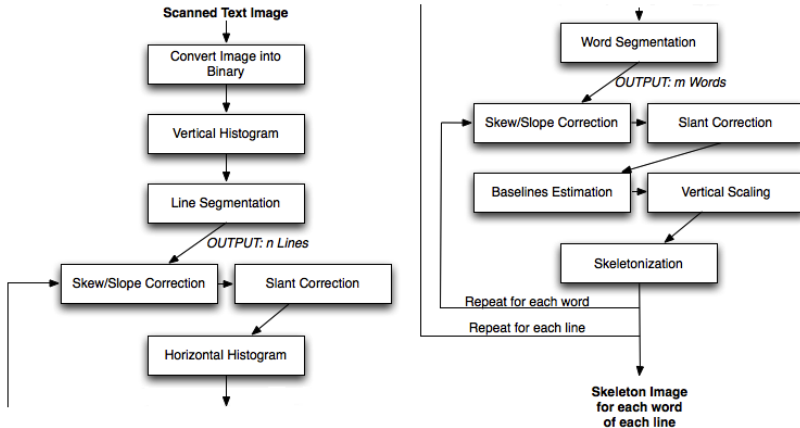 Scanned Text Image
Convert Image into
Binary
Vertical Histogram
Line Segmentation
OUTPUT: n Lines
Skew/Slope Correction
Slant Correction
Horizontal Histogram
Word Segmentation
OUTPUT: m Words
Skew/Slope Correction
Slant Correction
Baselines Estimation
Vertical Scaling
Skeletonization
Repeat for each word
Repeat for each line
Skeleton Image
for each word
of each line